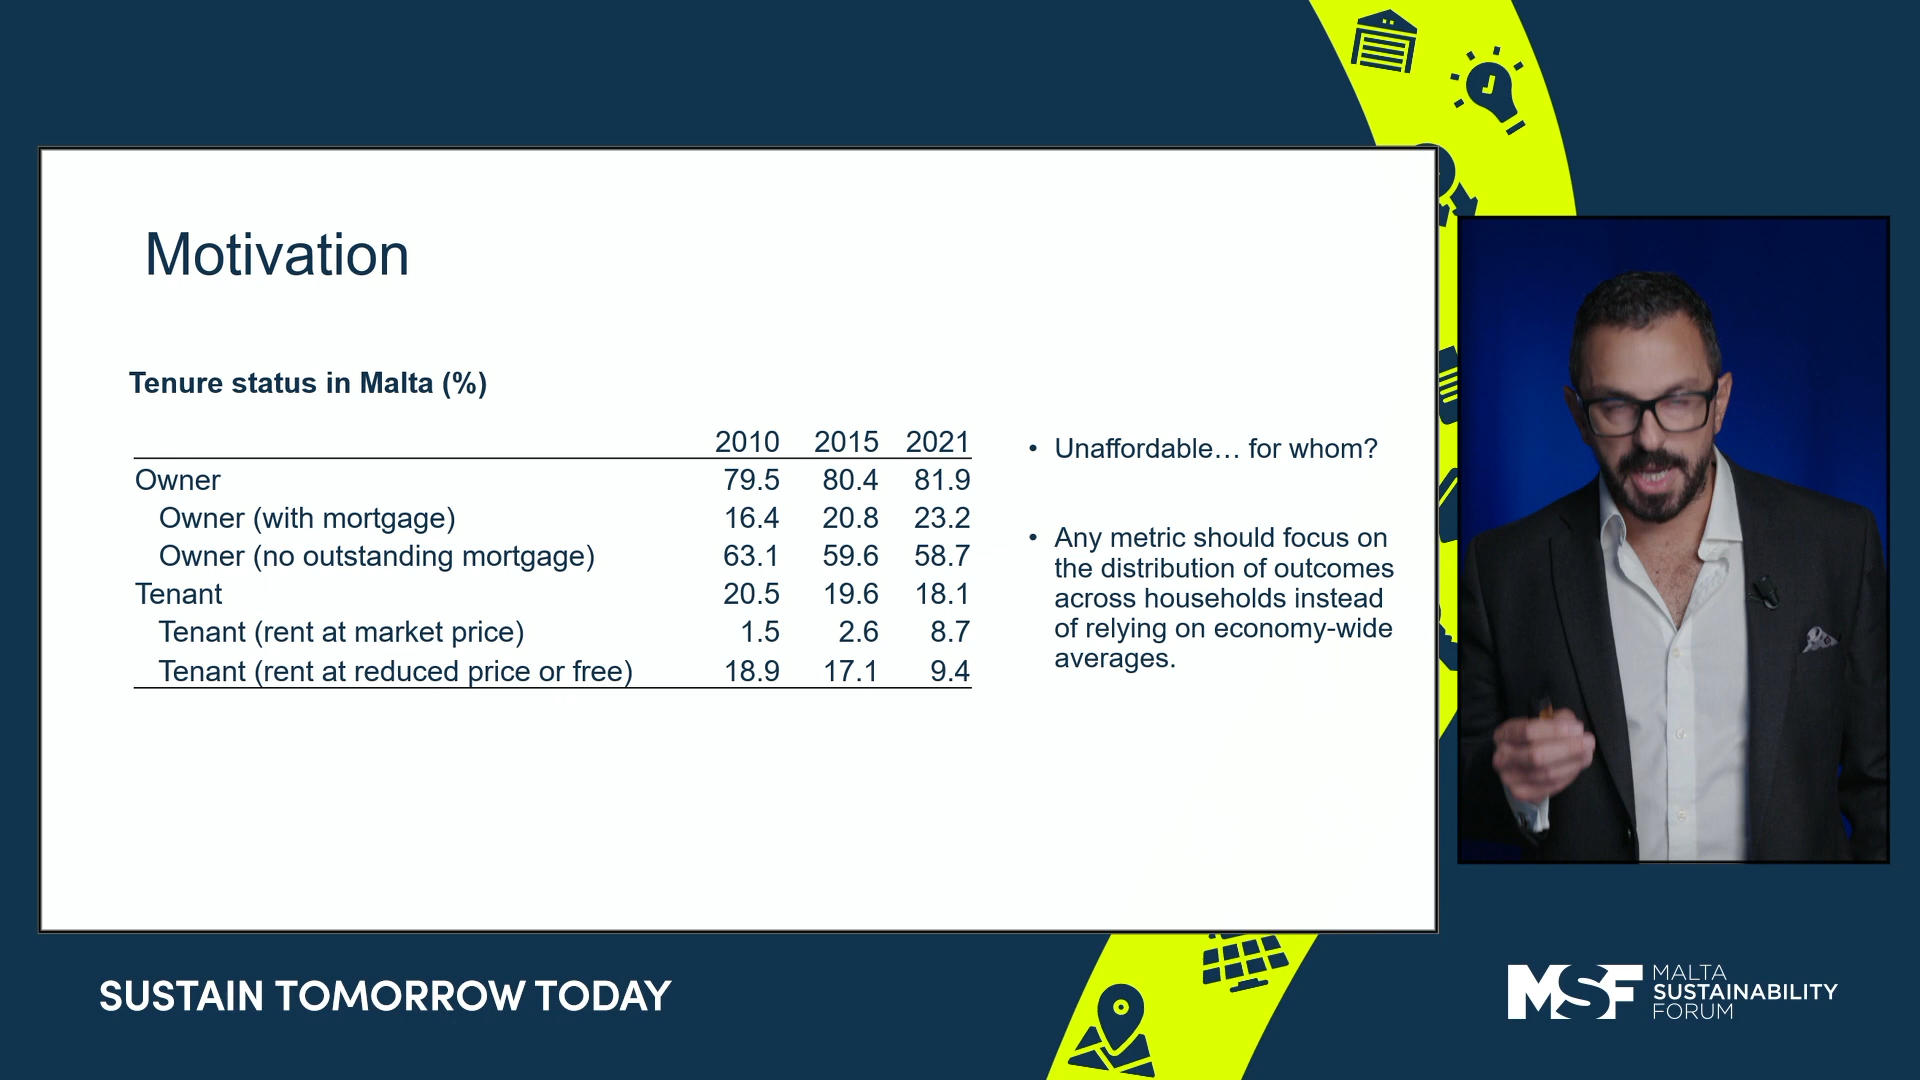 Motivation
Tenure status in Malta (%)
2010 2015 2021
Owner 79.5 80.4 81.9
Owner (with mortgage) 16.4 20.8 23.2
Owner (no outstanding mortgage) 63.1 59.6 58.7
Tenant 20.5 19.6 18.1
Tenant (rent at market price) 1.5 2.6 8.7
Tenant (rent at reduced price or free) 18.9 17.1 9.4
• Unaffordable… for whom?
• Any metric should focus on
the distribution of outcomes
across households instead
of relying on economy-wide
averages.
SUSTAIN TOMORROW TODAY
MSF MALTA
SUSTAINABILITY
FORUM